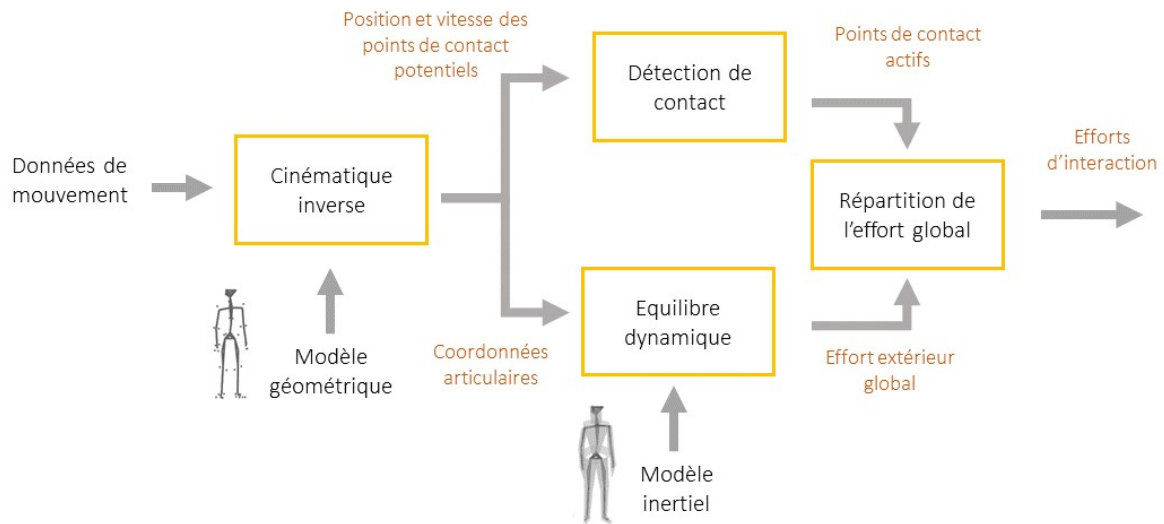 Position et vitesse des
points de contact
potentiels
Points de contact
actifs
Détection de
contact
Efforts
d’interaction
Données de
mouvement
Cinématique
inverse
Répartition de
l’effort global
Equilibre
dynamique
Modèle
géométrique
Coordonnées
articulaires
Effort extérieur
global
Modèle
inertiel